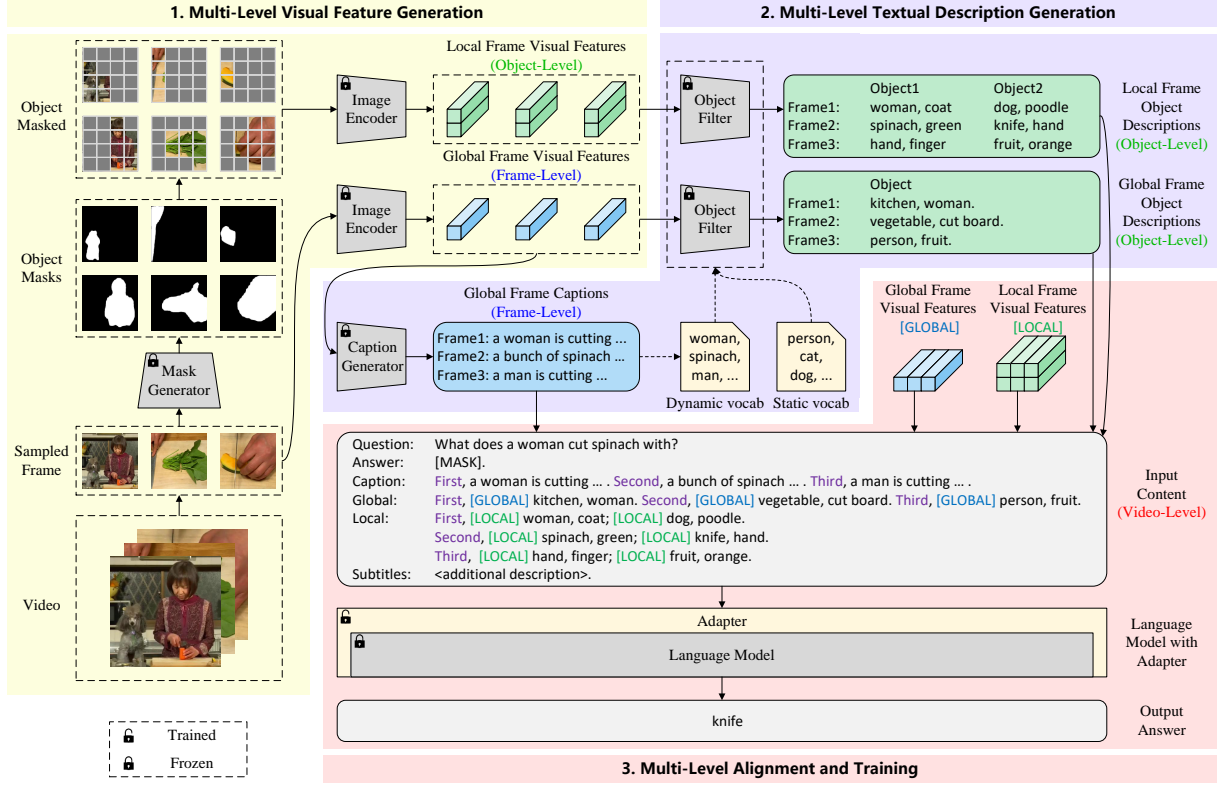 1. Multi-Level Visual Feature Generation
Object
Masked
Object
Masks
Mask
Generator
Sampled
Frame
Video
Trained
Frozen
Image
Encoder
Local Frame Visual Features
(Object-Level)
Global Frame Visual Features
(Frame-Level)
Image
Encoder
2. Multi-Level Textual Description Generation
Object
Filter
Object1 Object2
Frame1: woman, coat dog, poodle
Frame2: spinach, green knife, hand
Frame3: hand, finger fruit, orange
Local Frame
Object
Descriptions
(Object-Level)
Object
Filter
Object
Frame1: kitchen, woman.
Frame2: vegetable, cut board.
Frame3: person, fruit.
Global Frame
Object
Descriptions
(Object-Level)
Caption
Generator
Global Frame Captions
(Frame-Level)
Frame1: a woman is cutting ...
Frame2: a bunch of spinach ...
Frame3: a man is cutting ...
woman,
spinach,
man, ...
Dynamic vocab
person,
cat,
dog, ...
Static vocab
Global Frame
Visual Features
[GLOBAL]
Local Frame
Visual Features
[LOCAL]
Question: What does a woman cut spinach with?
Answer: [MASK].
Caption: First, a woman is cutting ... . Second, a bunch of spinach ... . Third, a man is cutting ... .
Global: First, [GLOBAL] kitchen, woman. Second, [GLOBAL] vegetable, cut board. Third, [GLOBAL] person, fruit.
Local: First, [LOCAL] woman, coat; [LOCAL] dog, poodle.
Second, [LOCAL] spinach, green; [LOCAL] knife, hand.
Third, [LOCAL] hand, finger; [LOCAL] fruit, orange.
Subtitles: <additional description>.
Input
Content
(Video-Level)
Adapter
Language Model
Language
Model with
Adapter
knife
Output
Answer
3. Multi-Level Alignment and Training